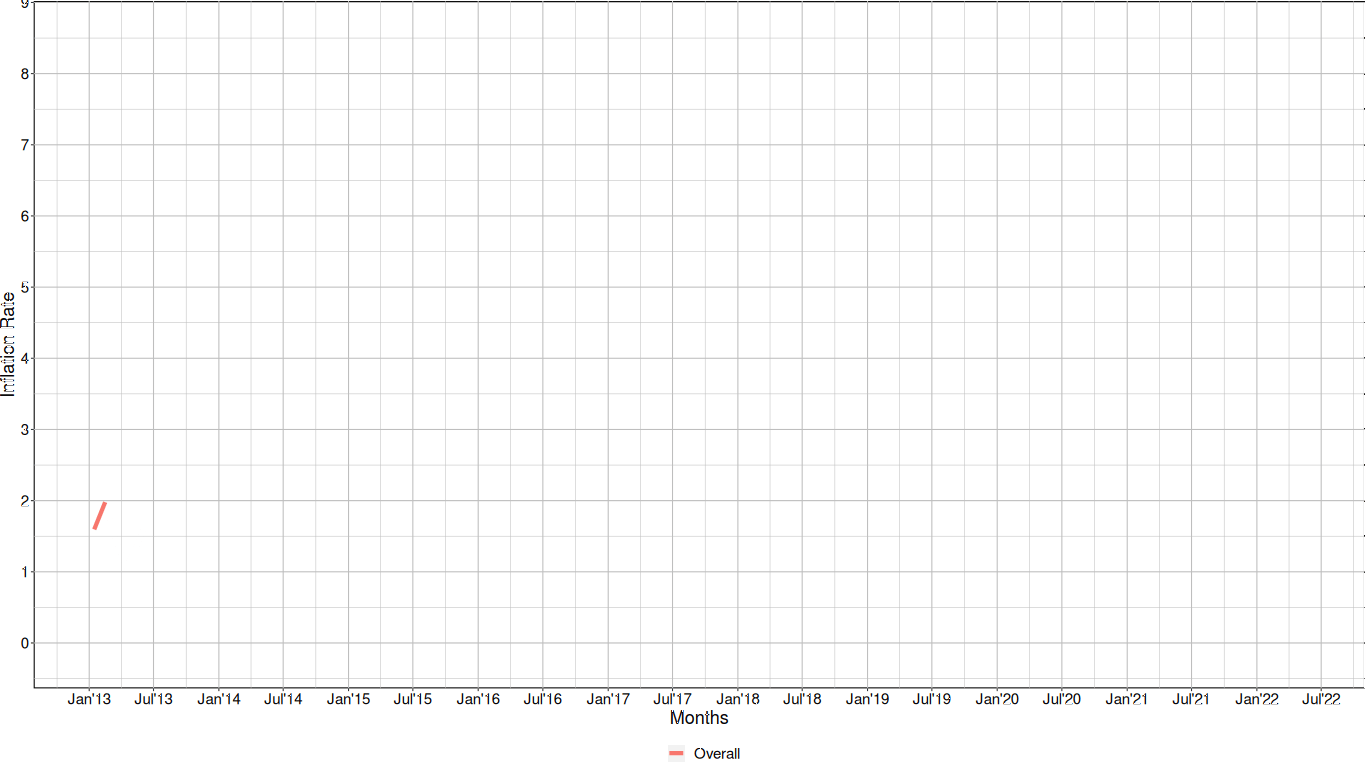 9
8
7
6
5
4
3
2
1
0
Inflation Rate
Jan'13 Jul'13 Jan'14 Jul'14 Jan'15 Jul'15 Jan'16 Jul'16 Jan'17 Jul'17 Jan'18 Jul'18 Jan'19 Jul'19 Jan'20 Jul'20 Jan'21 Jul'21 Jan'22 Jul'22
Months
Overall